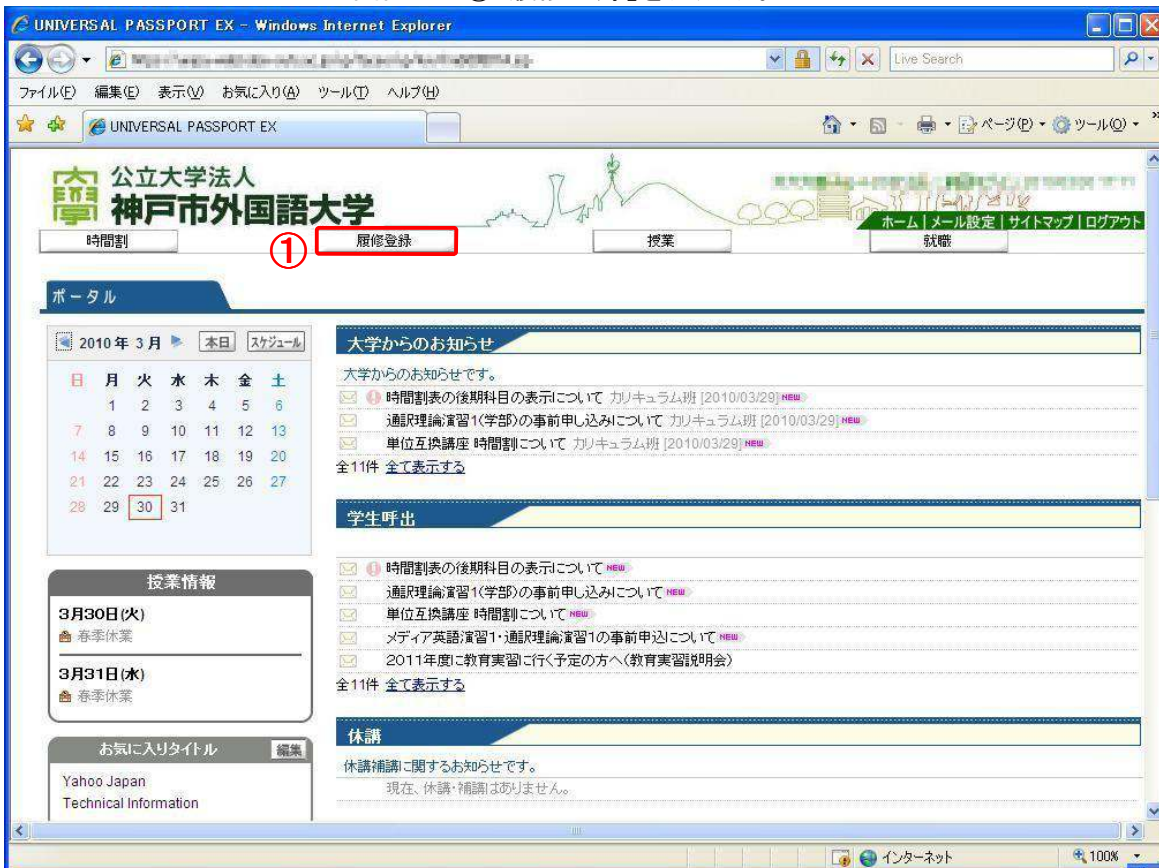 UNIVERSAL PASSPORT EX - Windows Internet Explorer
Live Search
ファイル(F) 編集(E) 表示(V) お気に入り(A) ツール(T) ヘルプ(H)
UNIVERSAL PASSPORT EX
ページ(P) ツール(O)
公立大学法人
神戸市外国語大学
ホーム | メール設定 | サイトマップ | ログアウト
時間割 ① 履修登録 授業 就職
ポータル
2010年 3月 本日 スケジュール
日 月 火 水 木 金 土
1 2 3 4 5 6
7 8 9 10 11 12 13
14 15 16 17 18 19 20
21 22 23 24 25 26 27
28 29 30 31
授業情報
3月30日(火)
春季休業
3月31日(水)
春季休業
お気に入りタイトル 編集
Yahoo Japan
Technical Information
大学からのお知らせ
大学からのお知らせです。
時間割表の後期科目の表示について カリキュラム班 [2010/03/29] NEW
通訳理論演習1(学部)の事前申し込みについて カリキュラム班 [2010/03/29] NEW
単位互換講座 時間割について カリキュラム班 [2010/03/29] NEW
全11件 全て表示する
学生呼出
時間割表の後期科目の表示について NEW
通訳理論演習1(学部)の事前申し込みについて NEW
単位互換講座 時間割について NEW
メディア英語演習1・通訳理論演習1の事前申込について NEW
2011年度に教育実習に行く予定の方へ(教育実習説明会)
全11件 全て表示する
休講
休講補講に関するお知らせです。
現在、休講・補講はありません。
インターネット 100%